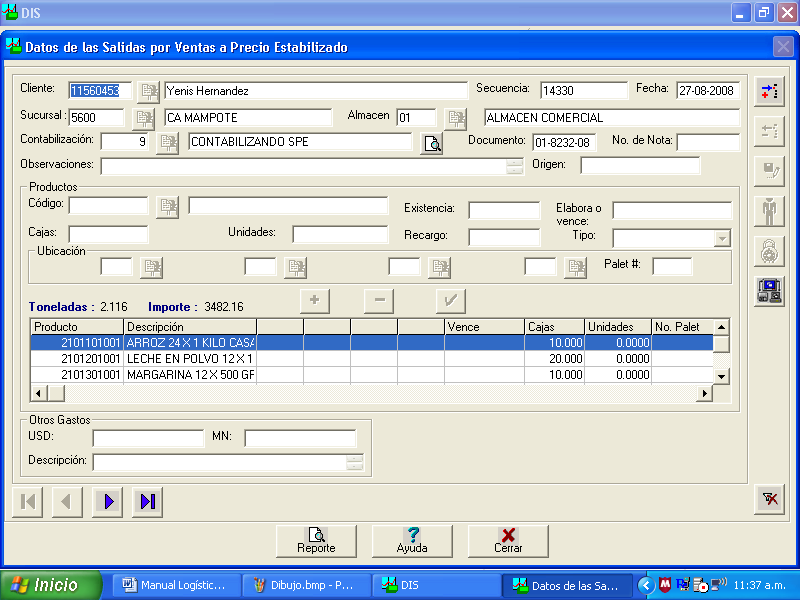 DIS
Datos de las Salidas por Ventas a Precio Estabilizado
Cliente: 11560453 Yenis Hernandez Secuencia: 14330 Fecha: 27-08-2008
Sucursal: 5600 CA MAMPOTE Almacen 01 ALMACEN COMERCIAL
Contabilización: 9 CONTABILIZANDO SPE Documento: 01-8232-08 No. de Nota:
Observaciones: Origen:
Productos
Código: Existencia: Elabora o vence:
Cajas: Unidades: Recargo: Tipo:
Ubicación
Palet #:
Toneladas : 2.116 Importe : 3482.16
Producto Descripción Vence Cajas Unidades No. Palet
2101101001 ARROZ 24 X 1 KILO CASA 10.000 0.0000
2101201001 LECHE EN POLVO 12 X 1 20.000 0.0000
2101301001 MARGARINA 12 X 500 GF 10.000 0.0000
Otros Gastos
USD: MN:
Descripción:
Reporte Ayuda Cerrar
Inicio Manual Logístic... Dibujo.bmp - P... DIS Datos de las Sa... 11:37 a.m.